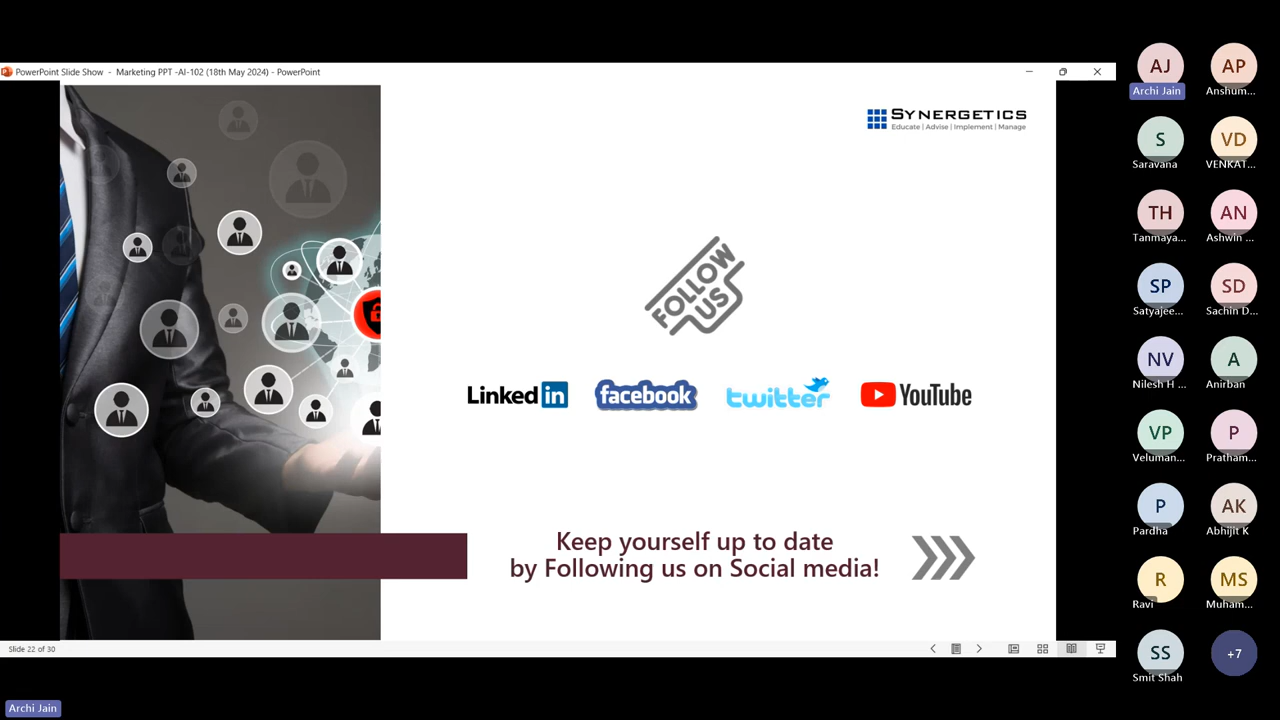 PowerPoint Slide Show - Marketing PPT -AI-102 (18th May 2024) - PowerPoint
SYNERGETICS
Educate | Advise | Implement | Manage
FOLLOW
US
Linked in
facebook
twitter
YouTube
Keep yourself up to date
by Following us on Social media!
Slide 22 of 30
AJ
Archi Jain
AP
Anshum...
S
Saravana
VD
VENKAT...
TH
Tanmaya...
AN
Ashwin ...
SP
Satyajee...
SD
Sachin D...
NV
Nilesh H ...
A
Anirban
VP
Veluman...
P
Pratham...
P
Pardha
AK
Abhijit K
R
Ravi
MS
Muham...
SS
Smit Shah
+7
Archi Jain